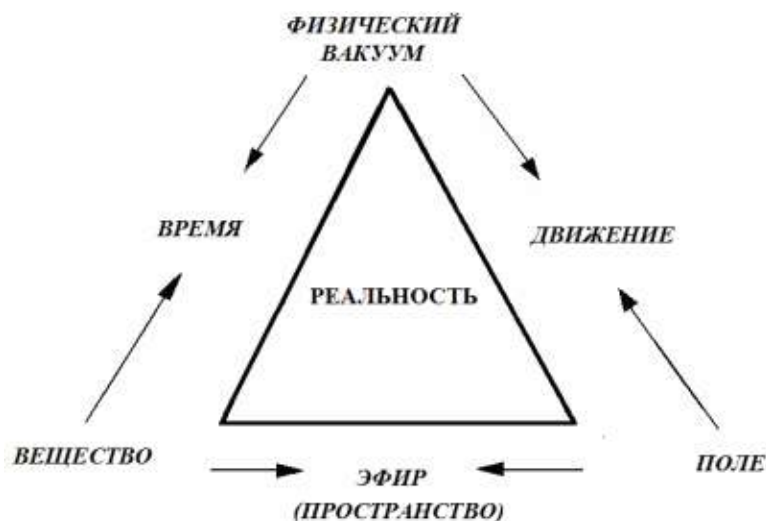 ФИЗИЧЕСКИЙ
ВАКУУМ
ВРЕМЯ
ДВИЖЕНИЕ
РЕАЛЬНОСТЬ
ВЕЩЕСТВО
ПОЛЕ
ЭФИР
(ПРОСТРАНСТВО)